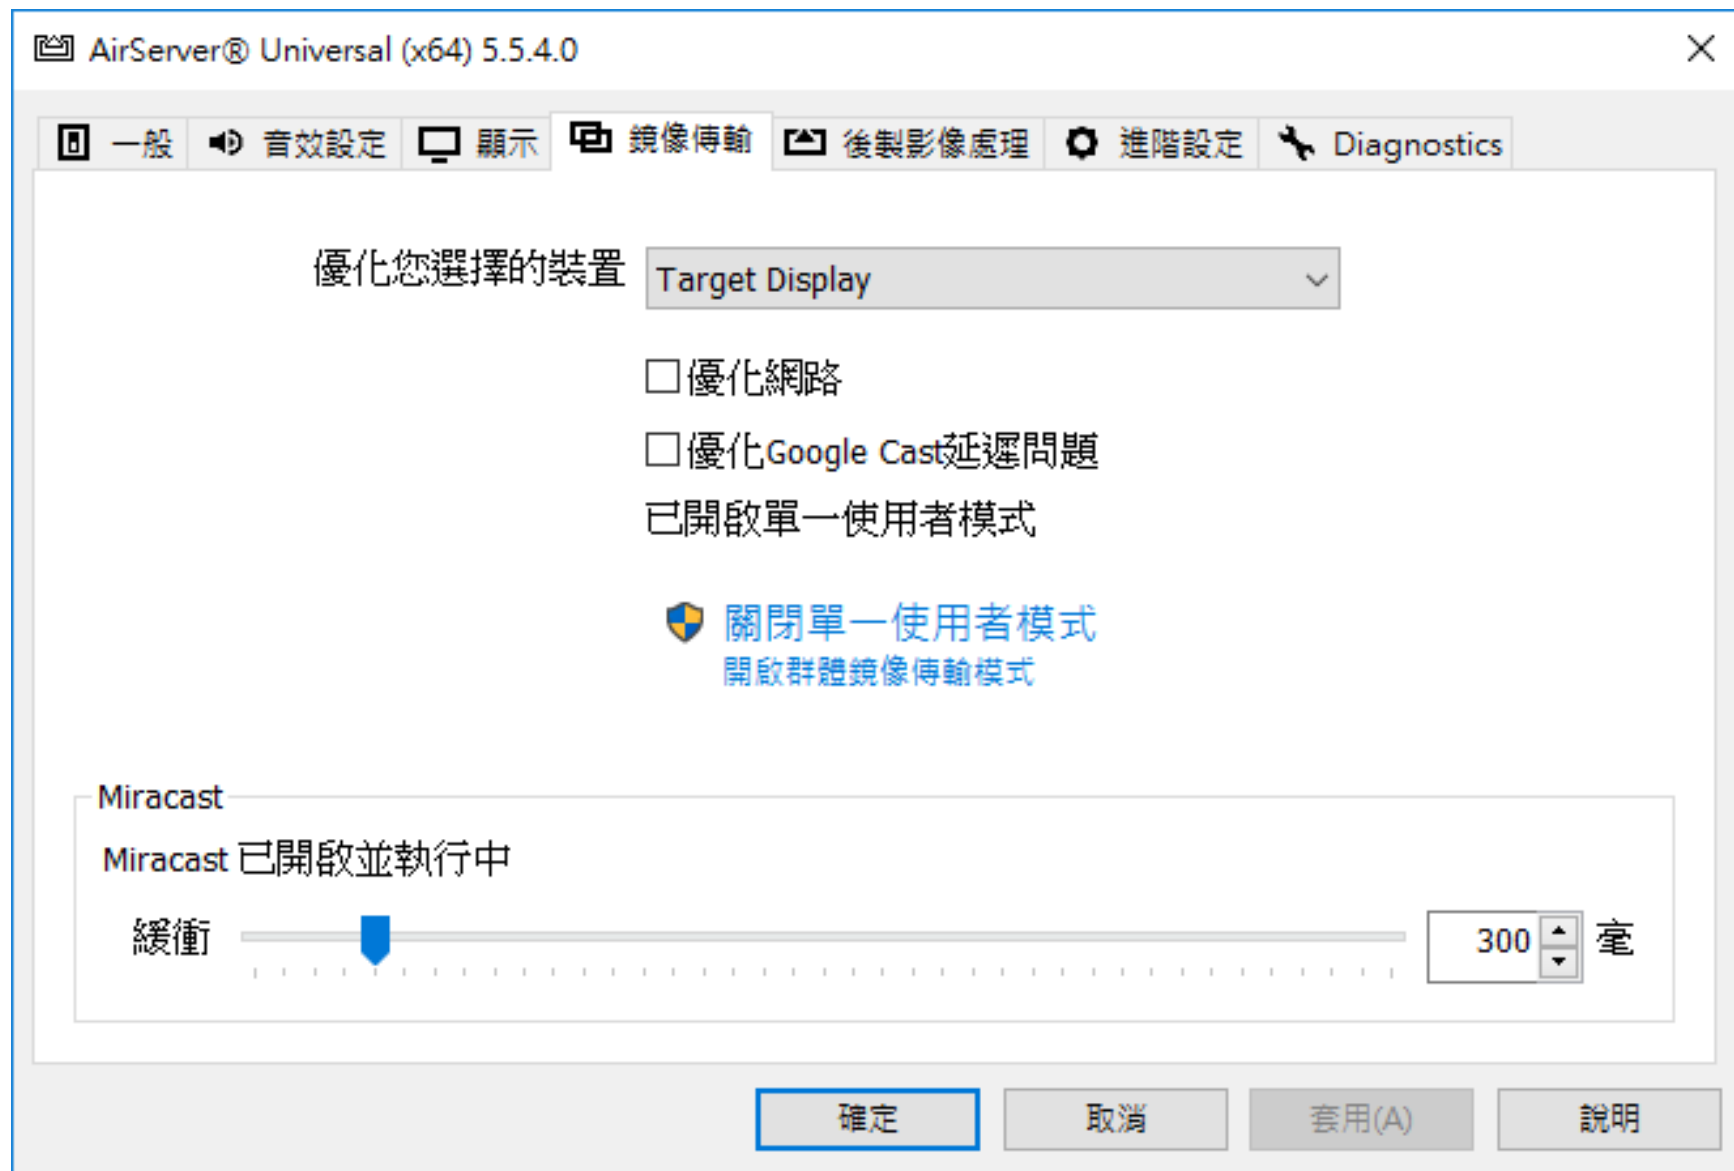 AirServer® Universal (x64) 5.5.4.0
一般 音效設定 顯示 鏡像傳輸 後製影像處理 進階設定 Diagnostics
優化您選擇的裝置 Target Display
優化網路
優化Google Cast延遲問題
已開啟單一使用者模式
關閉單一使用者模式
開啟群體鏡像傳輸模式
Miracast
Miracast 已開啟並執行中
緩衝 300 毫
確定 取消 套用(A) 說明